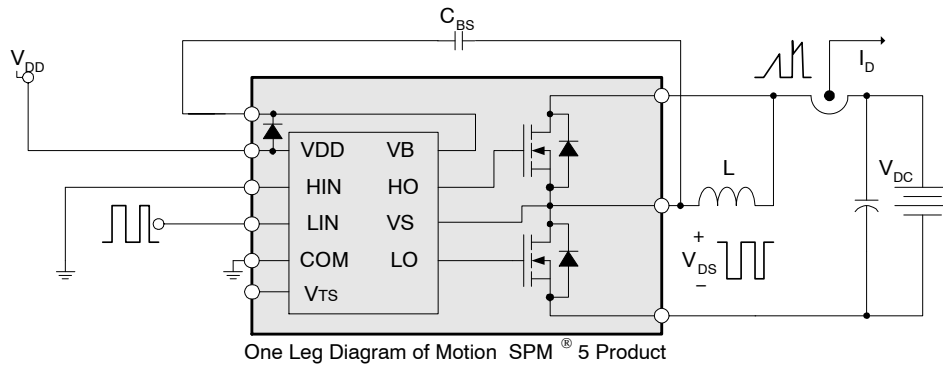 C_BS
V_DD
I_D
VDD VB
HIN HO
LIN VS
COM LO
V_TS
L
V_DC
+
V_DS
–
One Leg Diagram of Motion SPM ® 5 Product